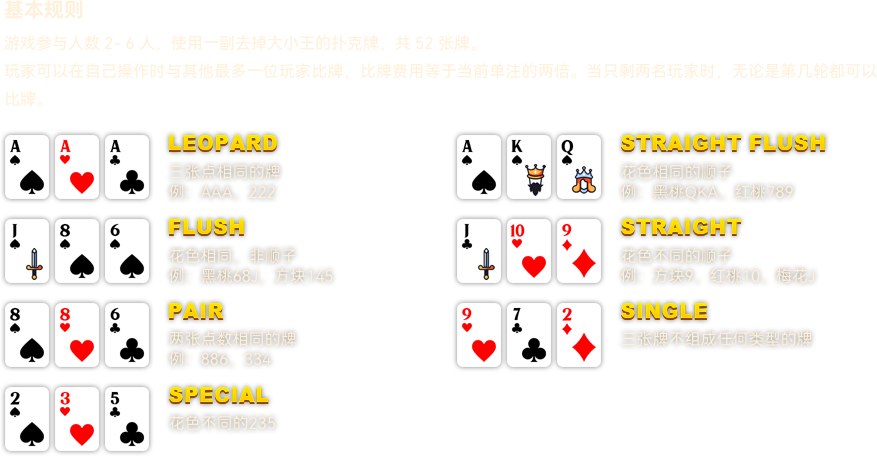 基本规则
游戏参与人数 2- 6 人，使用一副去掉大小王的扑克牌，共 52 张牌。
玩家可以在自己操作时与其他最多一位玩家比牌，比牌费用等于当前单注的两倍。当只剩两名玩家时，无论是第几轮都可以
比牌。
A A A
LEOPARD
三张点相同的牌
例：AAA、222
A K Q
STRAIGHT FLUSH
花色相同的顺子
例：黑桃QKA、红桃789
J 8 6
FLUSH
花色相同，非顺子
例：黑桃68J，方块145
J 10 9
STRAIGHT
花色不同的顺子
例：方块9、红桃10、梅花J
8 8 6
PAIR
两张点数相同的牌
例：886、334
9 7 2
SINGLE
三张牌不组成任何类型的牌
2 3 5
SPECIAL
花色不同的235